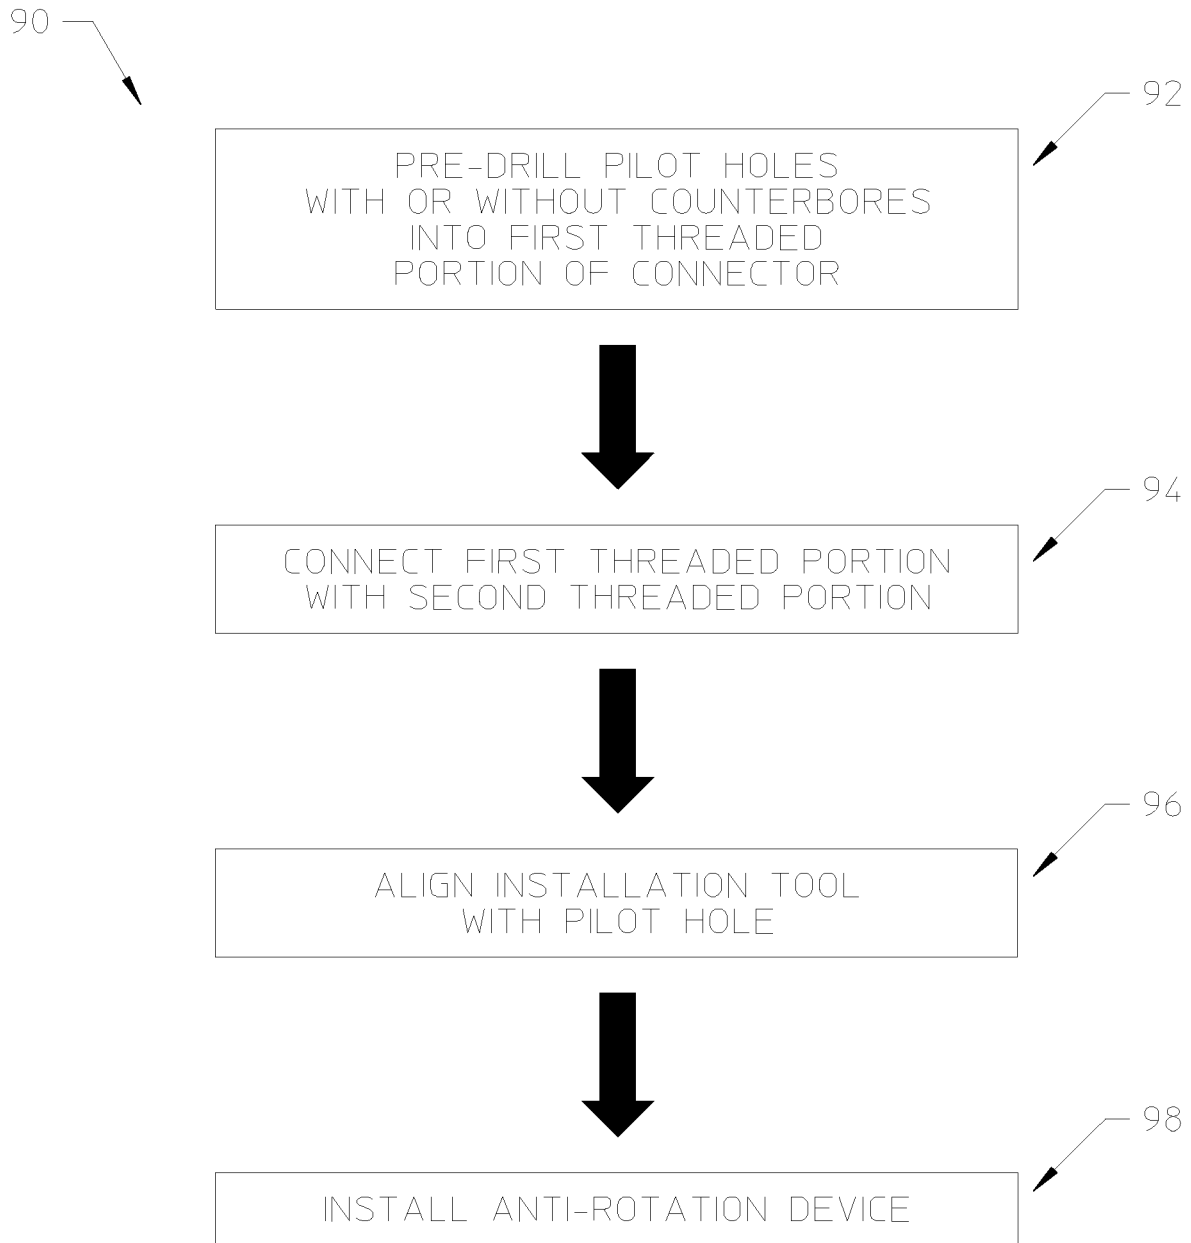 90
92
PRE-DRILL PILOT HOLES
WITH OR WITHOUT COUNTERBORES
INTO FIRST THREADED
PORTION OF CONNECTOR
94
CONNECT FIRST THREADED PORTION
WITH SECOND THREADED PORTION
96
ALIGN INSTALLATION TOOL
WITH PILOT HOLE
98
INSTALL ANTI-ROTATION DEVICE